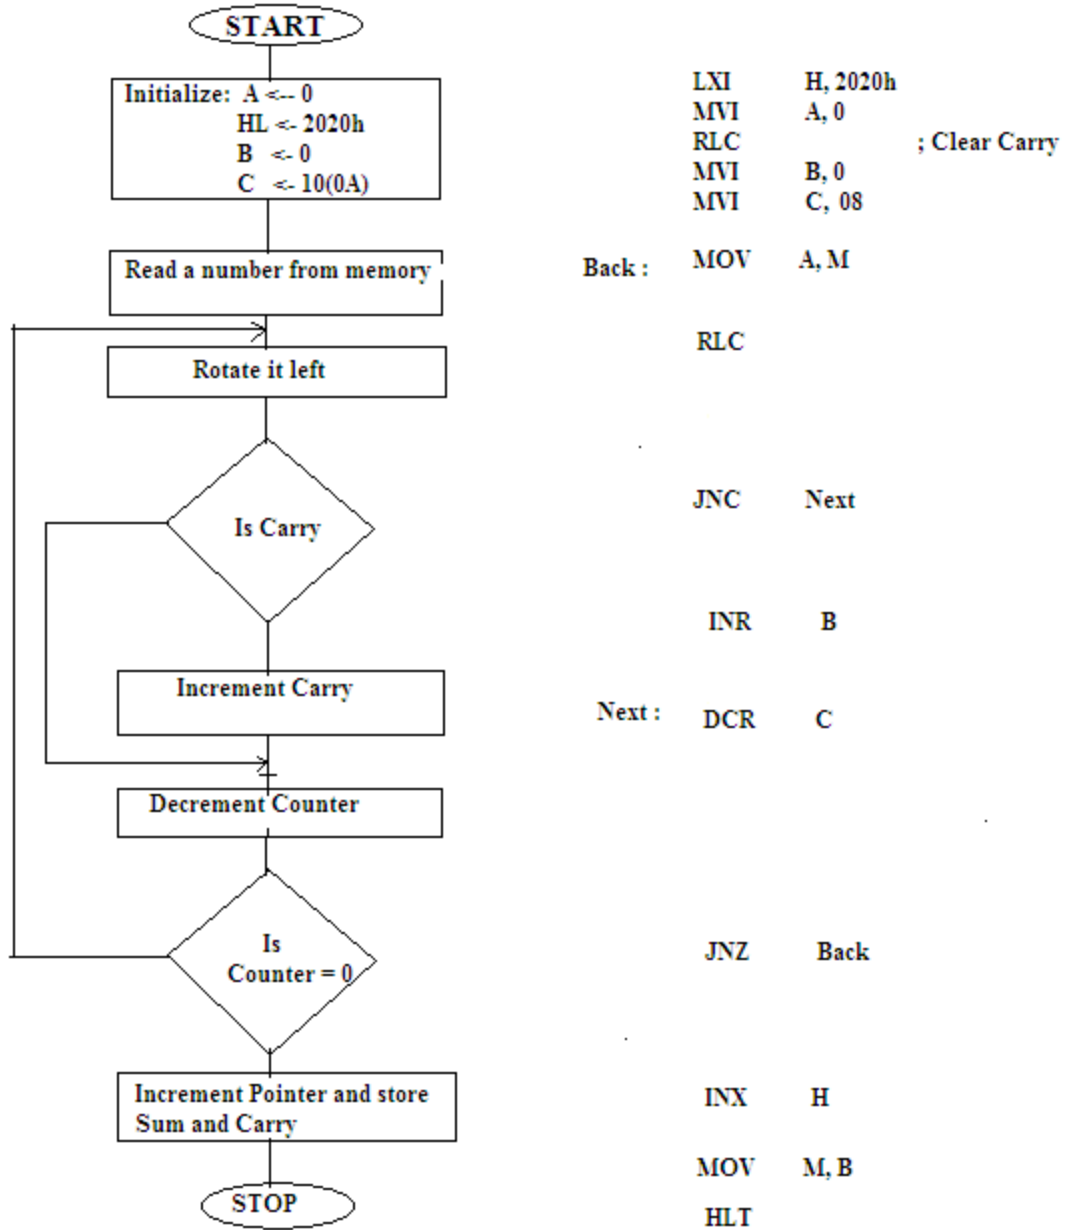 START
Initialize: A <-- 0
HL <- 2020h
B <- 0
C <- 10(0A)
Read a number from memory
Rotate it left
Is Carry
Increment Carry
Decrement Counter
Is
Counter = 0
Increment Pointer and store
Sum and Carry
STOP
LXI H, 2020h
MVI A, 0
RLC ; Clear Carry
MVI B, 0
MVI C, 08
Back : MOV A, M
RLC
JNC Next
INR B
Next : DCR C
JNZ Back
INX H
MOV M, B
HLT